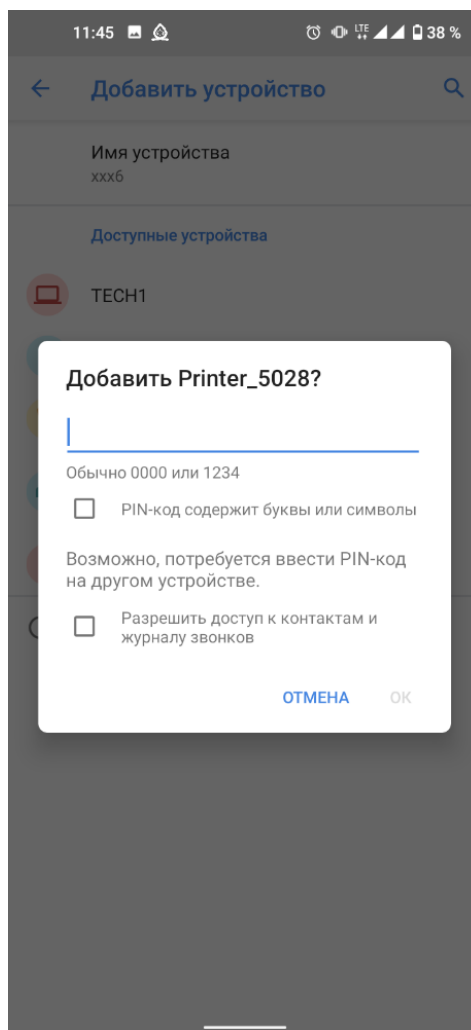 11:45 LTE 38 %
Добавить устройство
Имя устройства
xxx6
Доступные устройства
TECH1
Добавить Printer_5028?
Обычно 0000 или 1234
PIN-код содержит буквы или символы
Возможно, потребуется ввести PIN-код
на другом устройстве.
Разрешить доступ к контактам и
журналу звонков
ОТМЕНА ОК